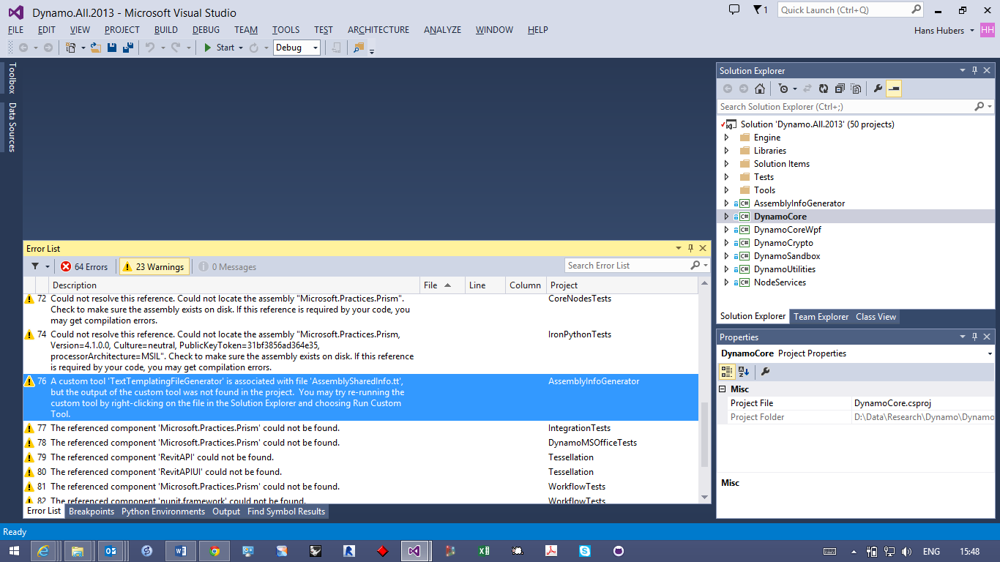 Dynamo.All.2013 - Microsoft Visual Studio
1
Quick Launch (Ctrl+Q)
FILE EDIT VIEW PROJECT BUILD DEBUG TEAM TOOLS TEST ARCHITECTURE ANALYZE WINDOW HELP
Hans Hubers HH
Start Debug
Toolbox
Data Sources
Solution Explorer
Search Solution Explorer (Ctrl+;)
Solution 'Dynamo.All.2013' (50 projects)
Engine
Libraries
Solution Items
Tests
Tools
C# AssemblyInfoGenerator
C# DynamoCore
C# DynamoCoreWpf
C# DynamoCrypto
C# DynamoSandbox
C# DynamoUtilities
C# NodeServices
Solution Explorer Team Explorer Class View
Properties
DynamoCore Project Properties
Misc
Project File DynamoCore.csproj
Project Folder D:\Data\Research\Dynamo\Dynamo
Misc
Error List
64 Errors 23 Warnings 0 Messages
Search Error List
Description File Line Column Project
72 Could not resolve this reference. Could not locate the assembly "Microsoft.Practices.Prism". CoreNodesTests
Check to make sure the assembly exists on disk. If this reference is required by your code, you
may get compilation errors.
74 Could not resolve this reference. Could not locate the assembly "Microsoft.Practices.Prism, IronPythonTests
Version=4.1.0.0, Culture=neutral, PublicKeyToken=31bf3856ad364e35,
processorArchitecture=MSIL". Check to make sure the assembly exists on disk. If this reference
is required by your code, you may get compilation errors.
76 A custom tool 'TextTemplatingFileGenerator' is associated with file 'AssemblySharedInfo.tt', AssemblyInfoGenerator
but the output of the custom tool was not found in the project. You may try re-running the
custom tool by right-clicking on the file in the Solution Explorer and choosing Run Custom
Tool.
77 The referenced component 'Microsoft.Practices.Prism' could not be found. IntegrationTests
78 The referenced component 'Microsoft.Practices.Prism' could not be found. DynamoMSOfficeTests
79 The referenced component 'RevitAPI' could not be found. Tessellation
80 The referenced component 'RevitAPIUI' could not be found. Tessellation
81 The referenced component 'Microsoft.Practices.Prism' could not be found. WorkflowTests
82 The referenced component 'nunit.framework' could not be found. WorkflowTests
Error List Breakpoints Python Environments Output Find Symbol Results
Ready
ENG 15:48